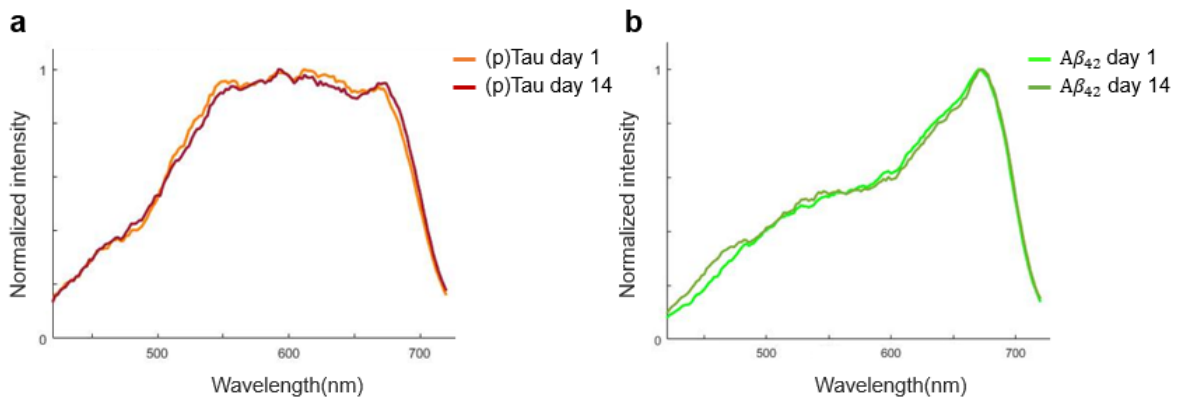 a
(p)Tau day 1
(p)Tau day 14
1
Normalized intensity
0
500
600
700
Wavelength(nm)
b
Aβ₄₂ day 1
Aβ₄₂ day 14
1
Normalized intensity
0
500
600
700
Wavelength(nm)